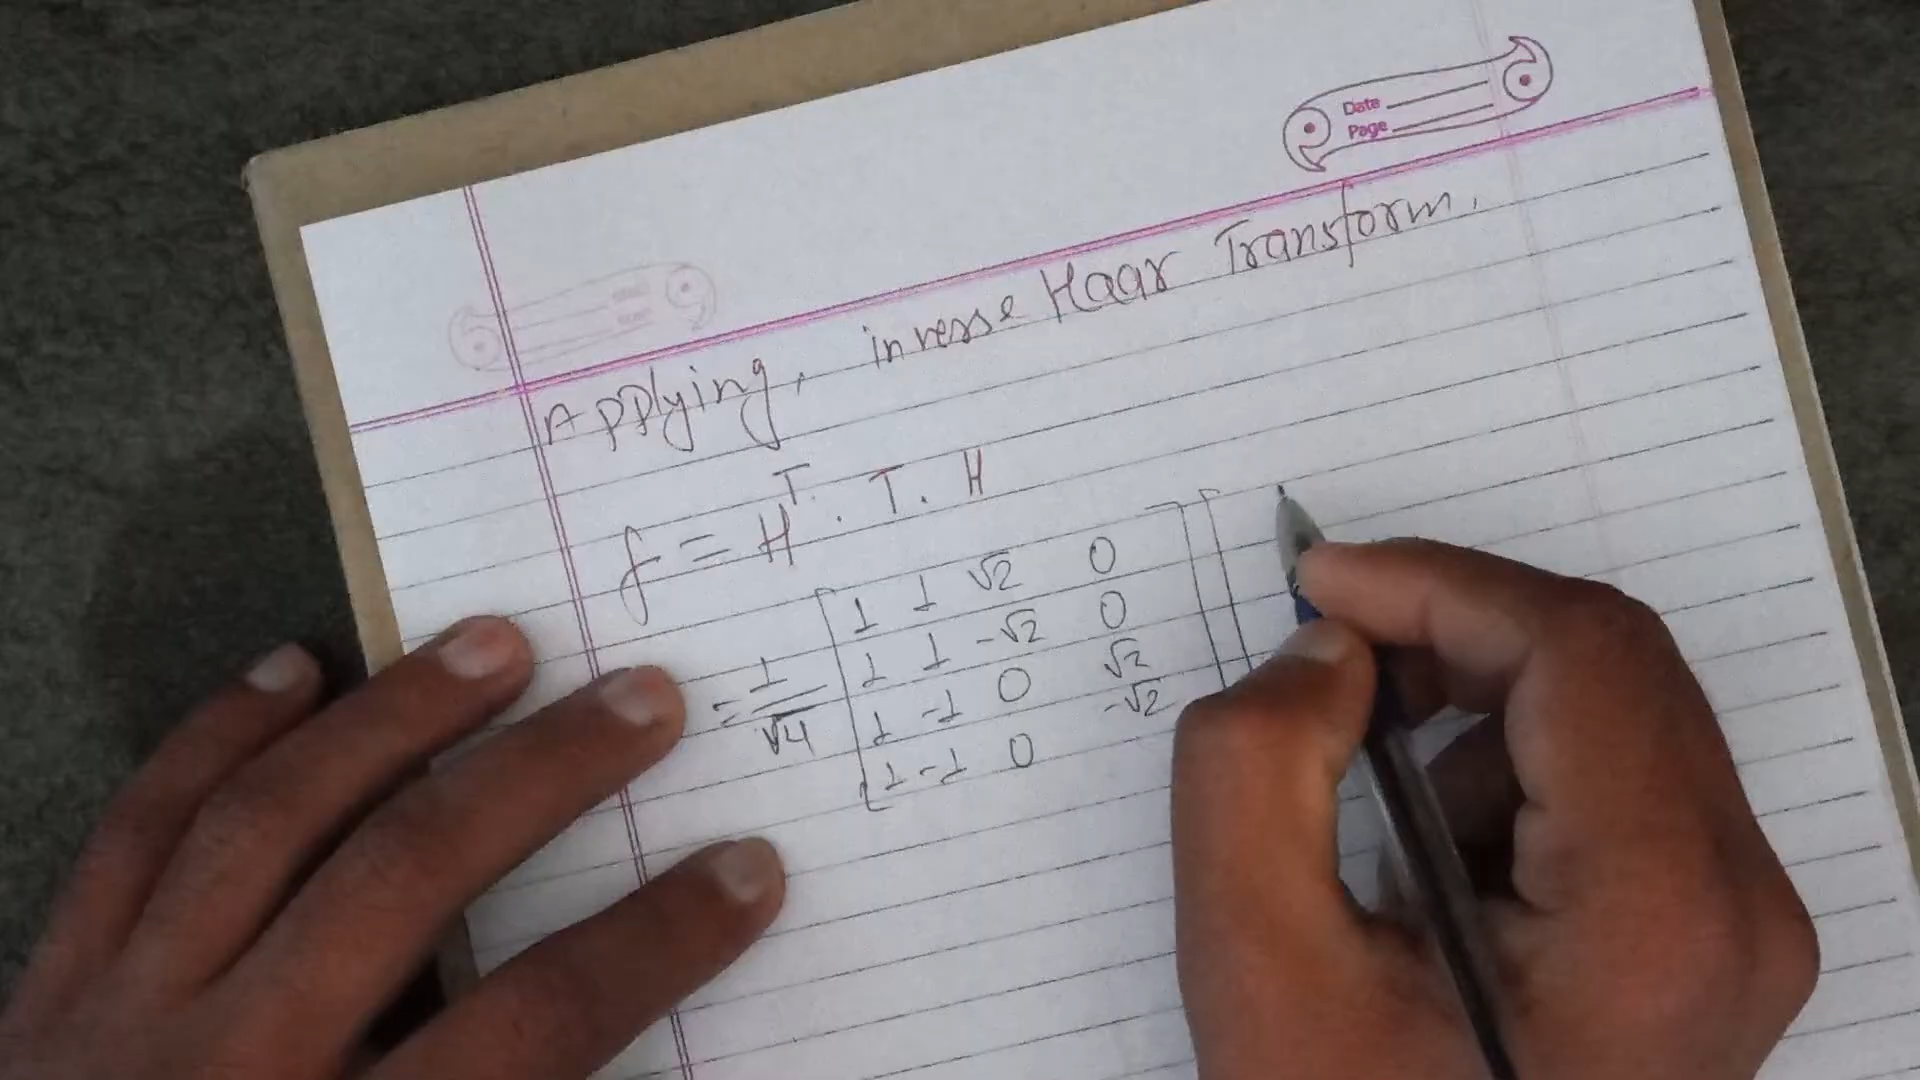 Date
Page
Applying, inverse Haar Transform.
f = Hᵀ. T. H
= 1/√4 [ 1 1 √2 0
1 1 -√2 0
1 -1 0 √2
1 -1 0 -√2 ] [